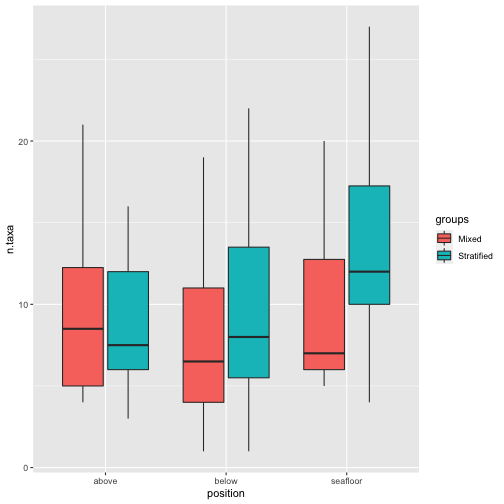 n.taxa
20
10
0
above
below
seafloor
position
groups
Mixed
Stratified